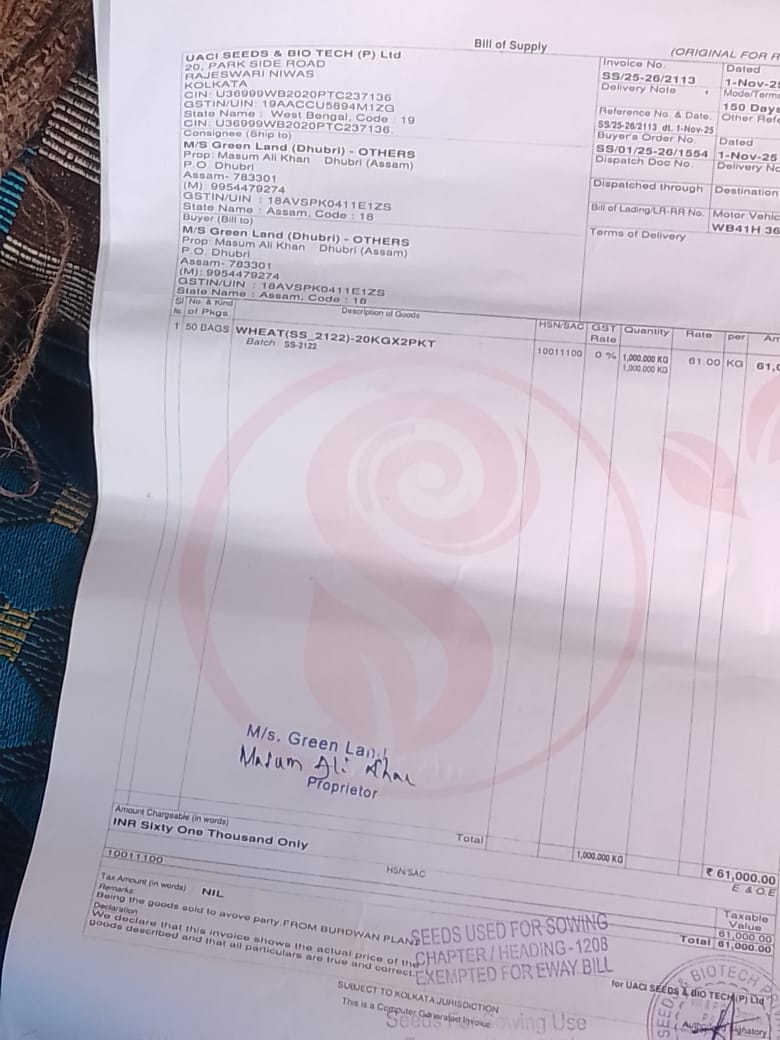 Bill of Supply
(ORIGINAL FOR R
UACI SEEDS & BIO TECH (P) Ltd
20, PARK SIDE ROAD
RAJESWARI NIWAS
KOLKATA
CIN: U36999WB2020PTC237136
GSTIN/UIN: 19AACCU5894M1ZG
State Name : West Bengal, Code : 19
CIN: U36999WB2020PTC237136.
Consignee (Ship to)
M/S Green Land (Dhubri) - OTHERS
Prop: Masum Ali Khan Dhubri (Assam)
P.O. Dhubri
Assam- 783301
(M) : 9954479274
GSTIN/UIN : 18AVSPK0411E1ZS
State Name : Assam, Code : 18
Buyer (Bill to)
M/S Green Land (Dhubri) - OTHERS
Prop: Masum Ali Khan Dhubri (Assam)
P.O. Dhubri
Assam- 783301
(M): 9954479274
GSTIN/UIN : 18AVSPK0411E1ZS
State Name : Assam, Code : 18
Invoice No.
SS/25-26/2113
Dated
1-Nov-25
Delivery Note
Mode/Term
150 Days
Reference No. & Date.
SS/25-26/2113 dt. 1-Nov-25
Other Refe
Buyer's Order No.
SS/01/25-26/1554
Dated
1-Nov-25
Dispatch Doc No.
Delivery No
Dispatched through
Destination
Bill of Lading/LR-RR No.
Motor Vehic
WB41H 36
Terms of Delivery
Sl No. & Kind Description of Goods HSN/SAC GST Quantity Rate per Am
№ of Pkgs. Rate
1 50 BAGS WHEAT(SS_2122)-20KGX2PKT 10011100 0 % 1,000.000 KG 61.00 KG 61,0
Batch : SS-2122 1,000.000 KG
M/s. Green Land
Masum Ali Khan
Proprietor
Total 1,000.000 KG ₹ 61,000.00
Amount Chargeable (in words) E. & O.E
INR Sixty One Thousand Only
HSN/SAC Taxable
Value
10011100 61,000.00
Total 61,000.00
Tax Amount (in words) : NIL
Remarks:
Being the goods sold to avove party FROM BURDWAN PLANT
Declaration
We declare that this invoice shows the actual price of the
goods described and that all particulars are true and correct.
SEEDS USED FOR SOWING
CHAPTER / HEADING - 1208
EXEMPTED FOR EWAY BILL
for UACI SEEDS & BIO TECH (P) Ltd
SEED & BIOTECH P
Authorised Signatory
SUBJECT TO KOLKATA JURISDICTION
This is a Computer Generated Invoice
Seeds For Sowing Use